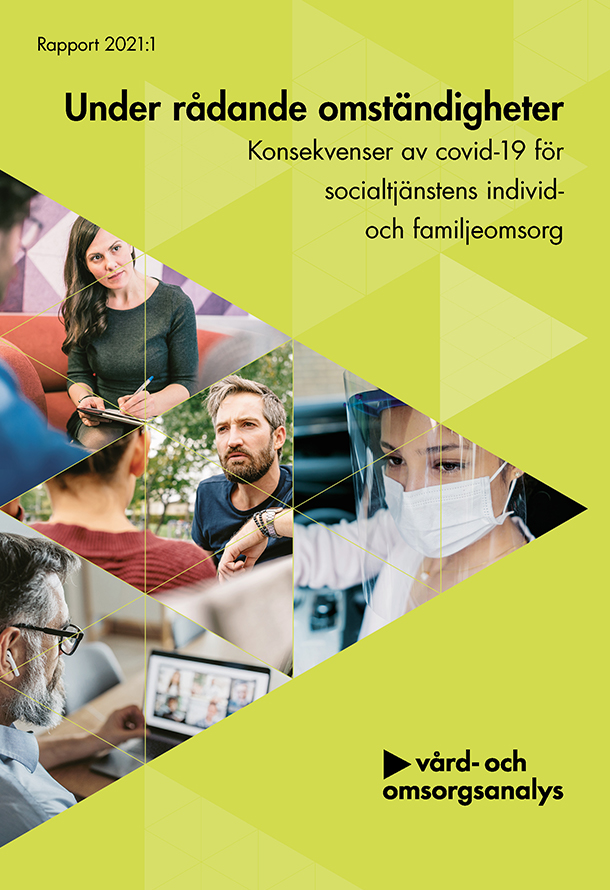 Rapport 2021:1
Under rådande omständigheter
Konsekvenser av covid-19 för
socialtjänstens individ-
och familjeomsorg
vård- och
omsorgsanalys